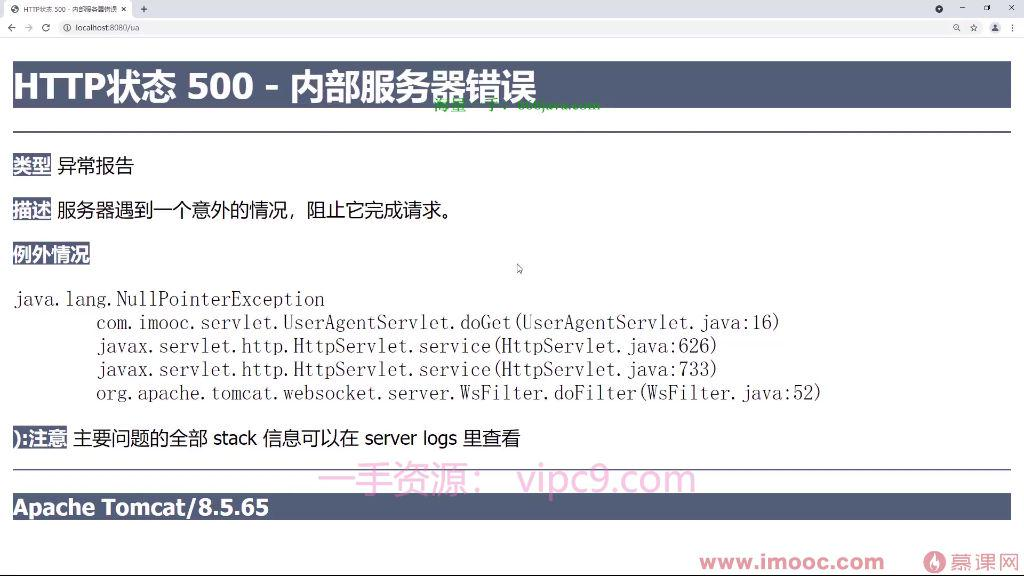 HTTP状态 500 - 内部服务器错误
localhost:8080/ua
HTTP状态 500 - 内部服务器错误
类型 异常报告
描述 服务器遇到一个意外的情况，阻止它完成请求。
例外情况
java.lang.NullPointerException
com.imooc.servlet.UserAgentServlet.doGet(UserAgentServlet.java:16)
javax.servlet.http.HttpServlet.service(HttpServlet.java:626)
javax.servlet.http.HttpServlet.service(HttpServlet.java:733)
org.apache.tomcat.websocket.server.WsFilter.doFilter(WsFilter.java:52)
):注意 主要问题的全部 stack 信息可以在 server logs 里查看
一手资源： vipc9.com
Apache Tomcat/8.5.65
www.imooc.com 慕课网